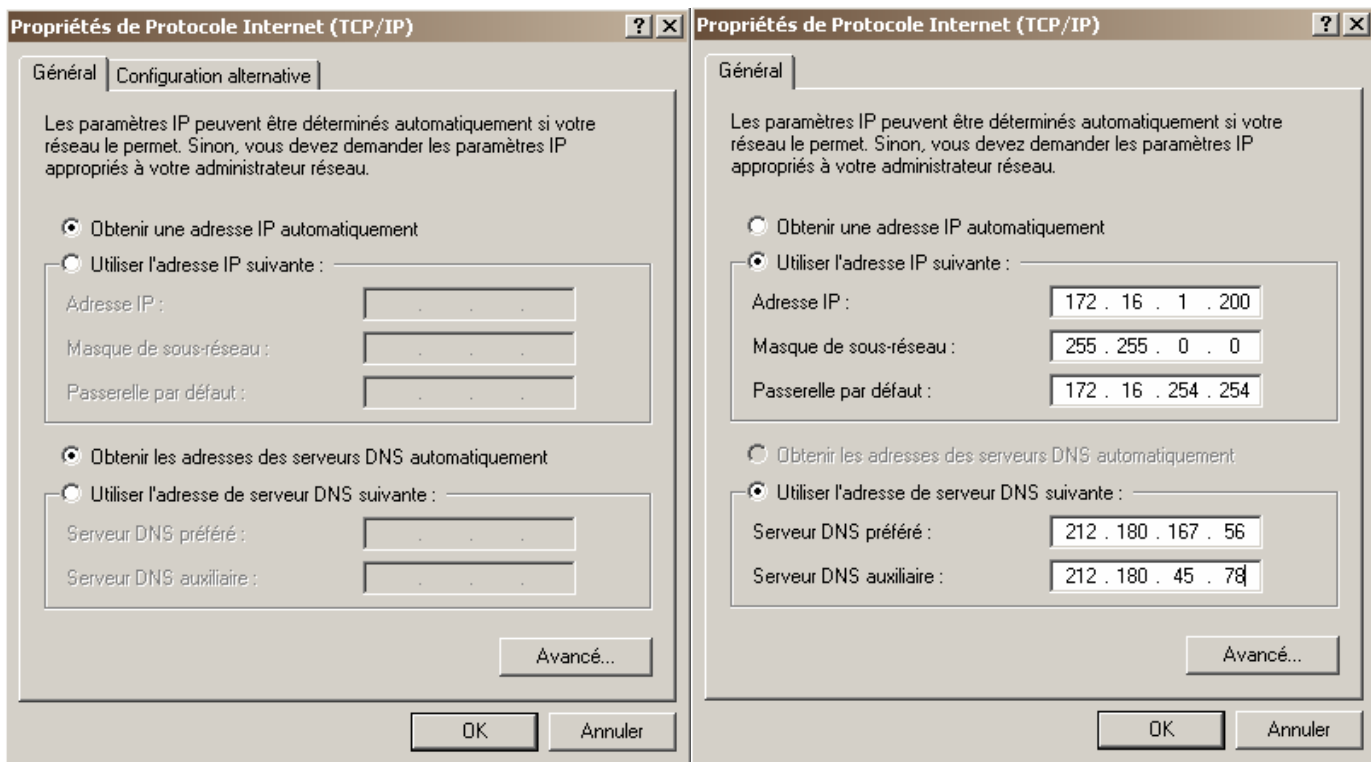 Propriétés de Protocole Internet (TCP/IP)
Général
Configuration alternative
Les paramètres IP peuvent être déterminés automatiquement si votre
réseau le permet. Sinon, vous devez demander les paramètres IP
appropriés à votre administrateur réseau.
Obtenir une adresse IP automatiquement
Utiliser l'adresse IP suivante :
Adresse IP :
. . .
Masque de sous-réseau :
. . .
Passerelle par défaut :
. . .
Obtenir les adresses des serveurs DNS automatiquement
Utiliser l'adresse de serveur DNS suivante :
Serveur DNS préféré :
. . .
Serveur DNS auxiliaire :
. . .
Avancé...
OK
Annuler
Propriétés de Protocole Internet (TCP/IP)
Général
Les paramètres IP peuvent être déterminés automatiquement si votre
réseau le permet. Sinon, vous devez demander les paramètres IP
appropriés à votre administrateur réseau.
Obtenir une adresse IP automatiquement
Utiliser l'adresse IP suivante :
Adresse IP : 172 . 16 . 1 . 200
Masque de sous-réseau : 255 . 255 . 0 . 0
Passerelle par défaut : 172 . 16 . 254 . 254
Obtenir les adresses des serveurs DNS automatiquement
Utiliser l'adresse de serveur DNS suivante :
Serveur DNS préféré : 212 . 180 . 167 . 56
Serveur DNS auxiliaire : 212 . 180 . 45 . 78
Avancé...
OK
Annuler